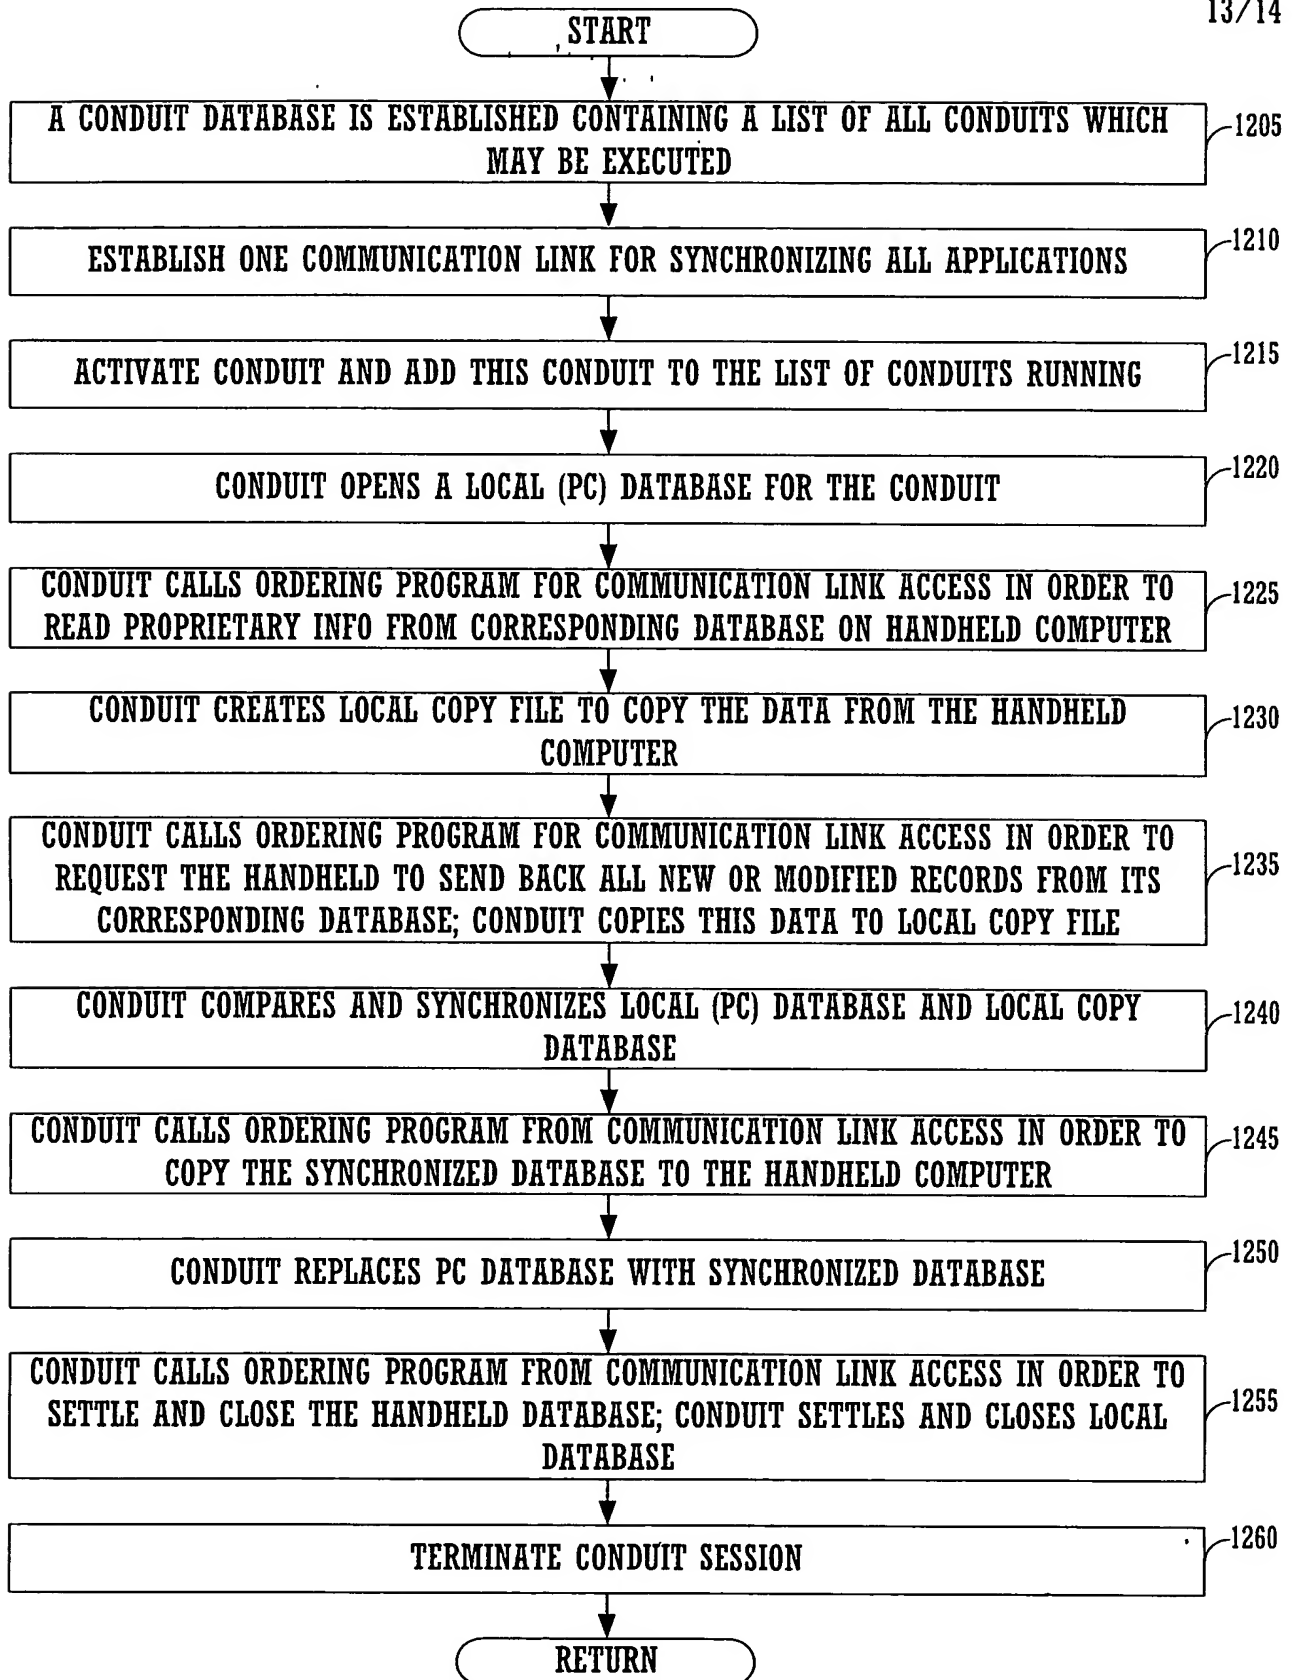 13/14
START
A CONDUIT DATABASE IS ESTABLISHED CONTAINING A LIST OF ALL CONDUITS WHICH
MAY BE EXECUTED
1205
ESTABLISH ONE COMMUNICATION LINK FOR SYNCHRONIZING ALL APPLICATIONS
1210
ACTIVATE CONDUIT AND ADD THIS CONDUIT TO THE LIST OF CONDUITS RUNNING
1215
CONDUIT OPENS A LOCAL (PC) DATABASE FOR THE CONDUIT
1220
CONDUIT CALLS ORDERING PROGRAM FOR COMMUNICATION LINK ACCESS IN ORDER TO
READ PROPRIETARY INFO FROM CORRESPONDING DATABASE ON HANDHELD COMPUTER
1225
CONDUIT CREATES LOCAL COPY FILE TO COPY THE DATA FROM THE HANDHELD
COMPUTER
1230
CONDUIT CALLS ORDERING PROGRAM FOR COMMUNICATION LINK ACCESS IN ORDER TO
REQUEST THE HANDHELD TO SEND BACK ALL NEW OR MODIFIED RECORDS FROM ITS
CORRESPONDING DATABASE; CONDUIT COPIES THIS DATA TO LOCAL COPY FILE
1235
CONDUIT COMPARES AND SYNCHRONIZES LOCAL (PC) DATABASE AND LOCAL COPY
DATABASE
1240
CONDUIT CALLS ORDERING PROGRAM FROM COMMUNICATION LINK ACCESS IN ORDER TO
COPY THE SYNCHRONIZED DATABASE TO THE HANDHELD COMPUTER
1245
CONDUIT REPLACES PC DATABASE WITH SYNCHRONIZED DATABASE
1250
CONDUIT CALLS ORDERING PROGRAM FROM COMMUNICATION LINK ACCESS IN ORDER TO
SETTLE AND CLOSE THE HANDHELD DATABASE; CONDUIT SETTLES AND CLOSES LOCAL
DATABASE
1255
TERMINATE CONDUIT SESSION
1260
RETURN